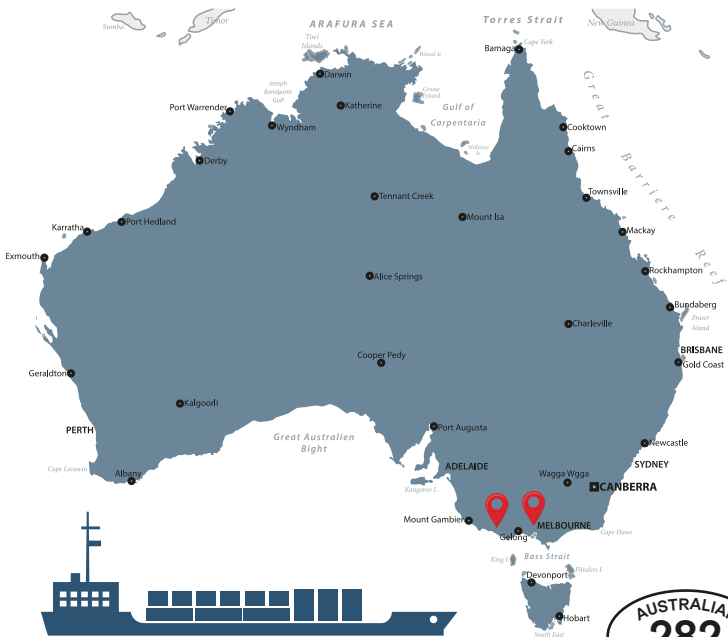 Sumba
Timor
ARAFURA SEA
Torres Strait
New Guinea
Tiwi
Islands
Wessel Is
Bamaga
Cape York
Darwin
Joseph
Bonaparte
Gulf
Groote
Eyland
Gulf of
Carpentaria
Great Barriere Reef
Port Warrender
Katherine
Wyndham
Cooktown
Cairns
Derby
Tennant Creek
Townsville
Mount Isa
Karratha
Port Hedland
Mackay
Exmouth
Alice Springs
Rockhampton
Bundaberg
Fraser
Island
Charleville
Cooper Pedy
BRISBANE
Gold Coast
Geraldton
Kalgoorli
PERTH
Port Augusta
Great Australien
Bight
Newcastle
SYDNEY
Cape Leeuwin
Albany
ADELAIDE
Wagga Wgga
CANBERRA
Kangaroo I.
Mount Gambier
MELBOURNE
Gelong
Cape Howe
King I.
Bass Strait
Flinders I.
Devonport
Hobart
South East
AUSTRALIA
282